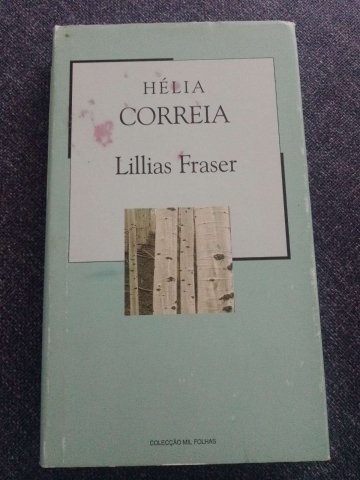 HÉLIA
CORREIA
Lillias Fraser
COLECÇÃO MIL FOLHAS